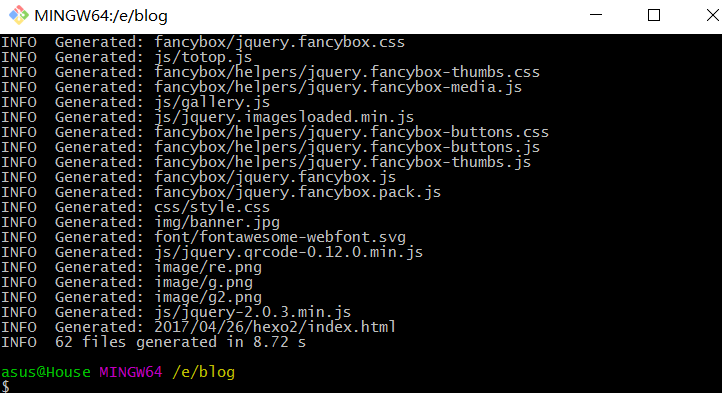 MINGW64:/e/blog
INFO  Generated: fancybox/jquery.fancybox.css
INFO  Generated: js/totop.js
INFO  Generated: fancybox/helpers/jquery.fancybox-thumbs.css
INFO  Generated: fancybox/helpers/jquery.fancybox-media.js
INFO  Generated: js/gallery.js
INFO  Generated: js/jquery.imagesloaded.min.js
INFO  Generated: fancybox/helpers/jquery.fancybox-buttons.css
INFO  Generated: fancybox/helpers/jquery.fancybox-buttons.js
INFO  Generated: fancybox/helpers/jquery.fancybox-thumbs.js
INFO  Generated: fancybox/jquery.fancybox.js
INFO  Generated: fancybox/jquery.fancybox.pack.js
INFO  Generated: css/style.css
INFO  Generated: img/banner.jpg
INFO  Generated: font/fontawesome-webfont.svg
INFO  Generated: js/jquery.qrcode-0.12.0.min.js
INFO  Generated: image/re.png
INFO  Generated: image/g.png
INFO  Generated: image/g2.png
INFO  Generated: js/jquery-2.0.3.min.js
INFO  Generated: 2017/04/26/hexo2/index.html
INFO  62 files generated in 8.72 s
asus@House MINGW64 /e/blog
$